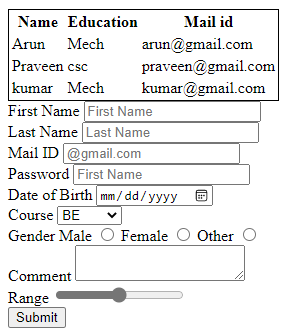 Name Education Mail id
Arun Mech arun@gmail.com
Praveen csc praveen@gmail.com
kumar Mech kumar@gmail.com
First Name First Name
Last Name Last Name
Mail ID @gmail.com
Password First Name
Date of Birth mm/dd/yyyy
Course BE
Gender Male Female Other
Comment
Range
Submit